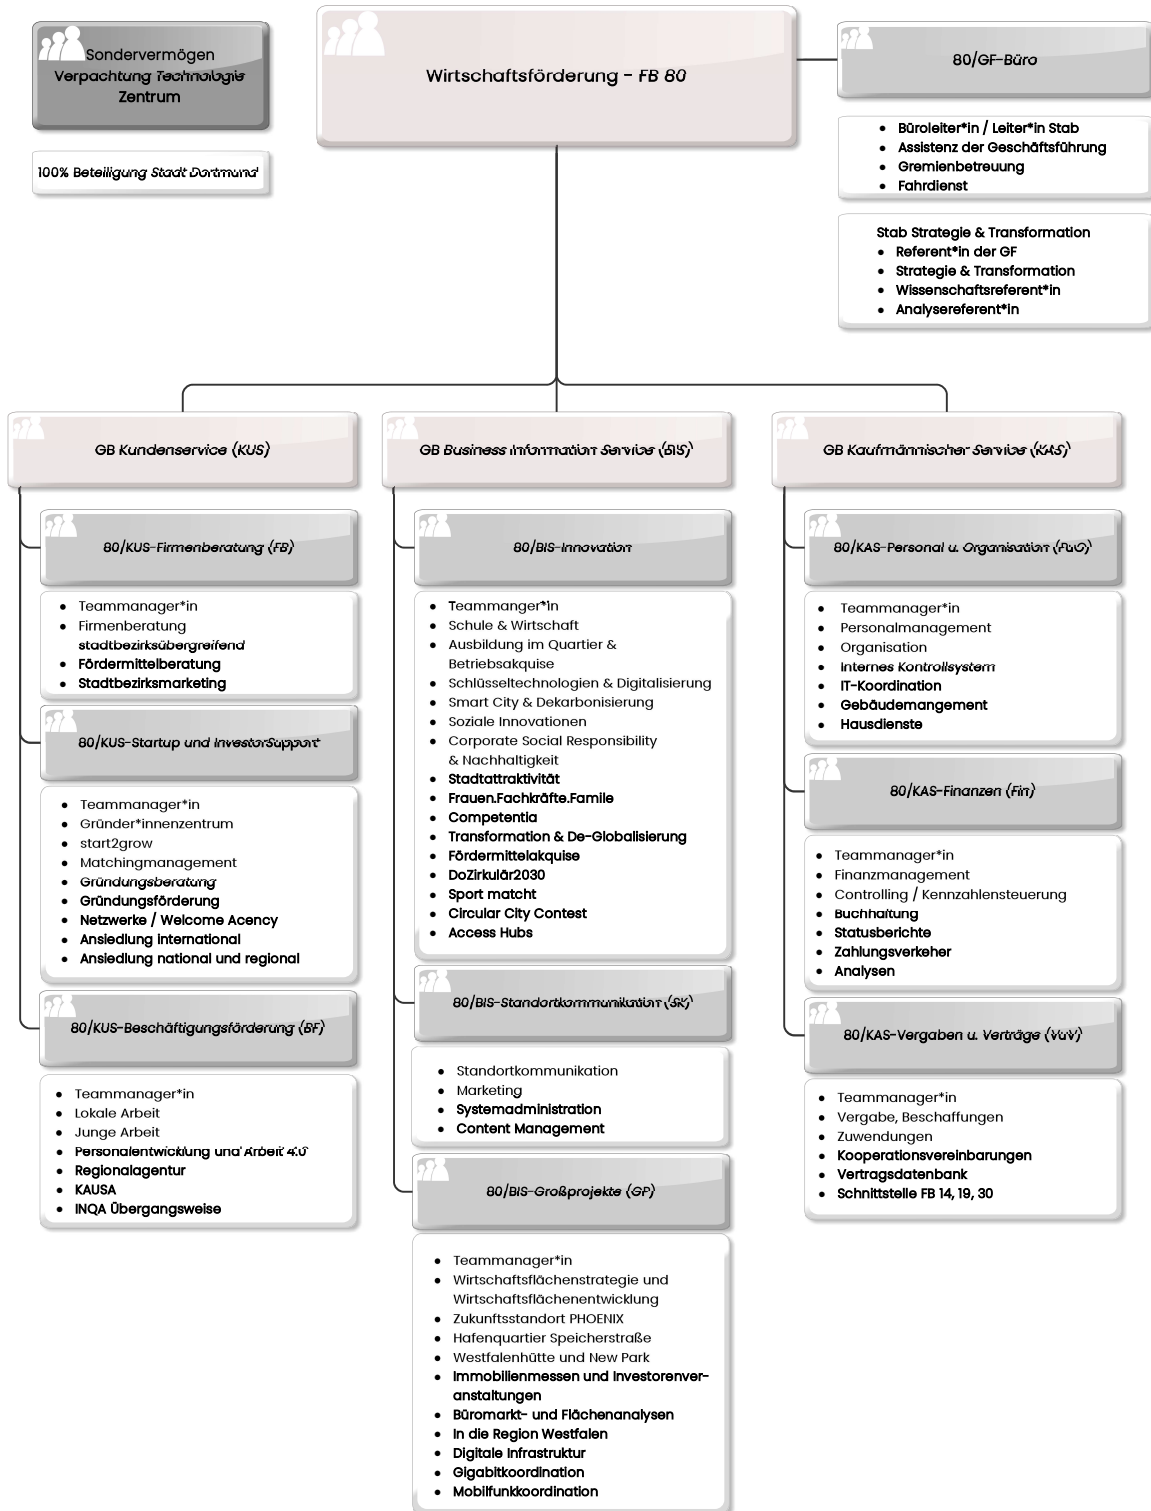 Sondervermögen
Verpachtung Technologie
Zentrum
100% Beteiligung Stadt Dortmund
Wirtschaftsförderung - FB 80
80/GF-Büro
Büroleiter*in / Leiter*in Stab
Assistenz der Geschäftsführung
Gremienbetreuung
Fahrdienst
Stab Strategie & Transformation
Referent*in der GF
Strategie & Transformation
Wissenschaftsreferent*in
Analysereferent*in
GB Kundenservice (KUS)
80/KUS-Firmenberatung (FB)
Teammanager*in
Firmenberatung
stadtbezirksübergreifend
Fördermittelberatung
Stadtbezirksmarketing
80/KUS-Startup und InvestorSupport
Teammanager*in
Gründer*innenzentrum
start2grow
Matchingmanagement
Gründungsberatung
Gründungsförderung
Netzwerke / Welcome Acency
Ansiedlung international
Ansiedlung national und regional
80/KUS-Beschäftigungsförderung (BF)
Teammanager*in
Lokale Arbeit
Junge Arbeit
Personalentwicklung und Arbeit 4.0
Regionalagentur
KAUSA
INQA Übergangsweise
GB Business Information Service (BIS)
80/BIS-Innovation
Teammanger*in
Schule & Wirtschaft
Ausbildung im Quartier &
Betriebsakquise
Schlüsseltechnologien & Digitalisierung
Smart City & Dekarbonisierung
Soziale Innovationen
Corporate Social Responsibility
& Nachhaltigkeit
Stadtattraktivität
Frauen.Fachkräfte.Famile
Competentia
Transformation & De-Globalisierung
Fördermittelakquise
DoZirkulär2030
Sport matcht
Circular City Contest
Access Hubs
80/BIS-Standortkommunikation (SK)
Standortkommunikation
Marketing
Systemadministration
Content Management
80/BIS-Großprojekte (GP)
Teammanager*in
Wirtschaftsflächenstrategie und
Wirtschaftsflächenentwicklung
Zukunftsstandort PHOENIX
Hafenquartier Speicherstraße
Westfalenhütte und New Park
Immobilienmessen und Investorenver-
anstaltungen
Büromarkt- und Flächenanalysen
In die Region Westfalen
Digitale Infrastruktur
Gigabitkoordination
Mobilfunkkoordination
GB Kaufmännischer Service (KAS)
80/KAS-Personal u. Organisation (PuO)
Teammanager*in
Personalmanagement
Organisation
Internes Kontrollsystem
IT-Koordination
Gebäudemangement
Hausdienste
80/KAS-Finanzen (Fin)
Teammanager*in
Finanzmanagement
Controlling / Kennzahlensteuerung
Buchhaltung
Statusberichte
Zahlungsverkeher
Analysen
80/KAS-Vergaben u. Verträge (VuV)
Teammanager*in
Vergabe, Beschaffungen
Zuwendungen
Kooperationsvereinbarungen
Vertragsdatenbank
Schnittstelle FB 14, 19, 30